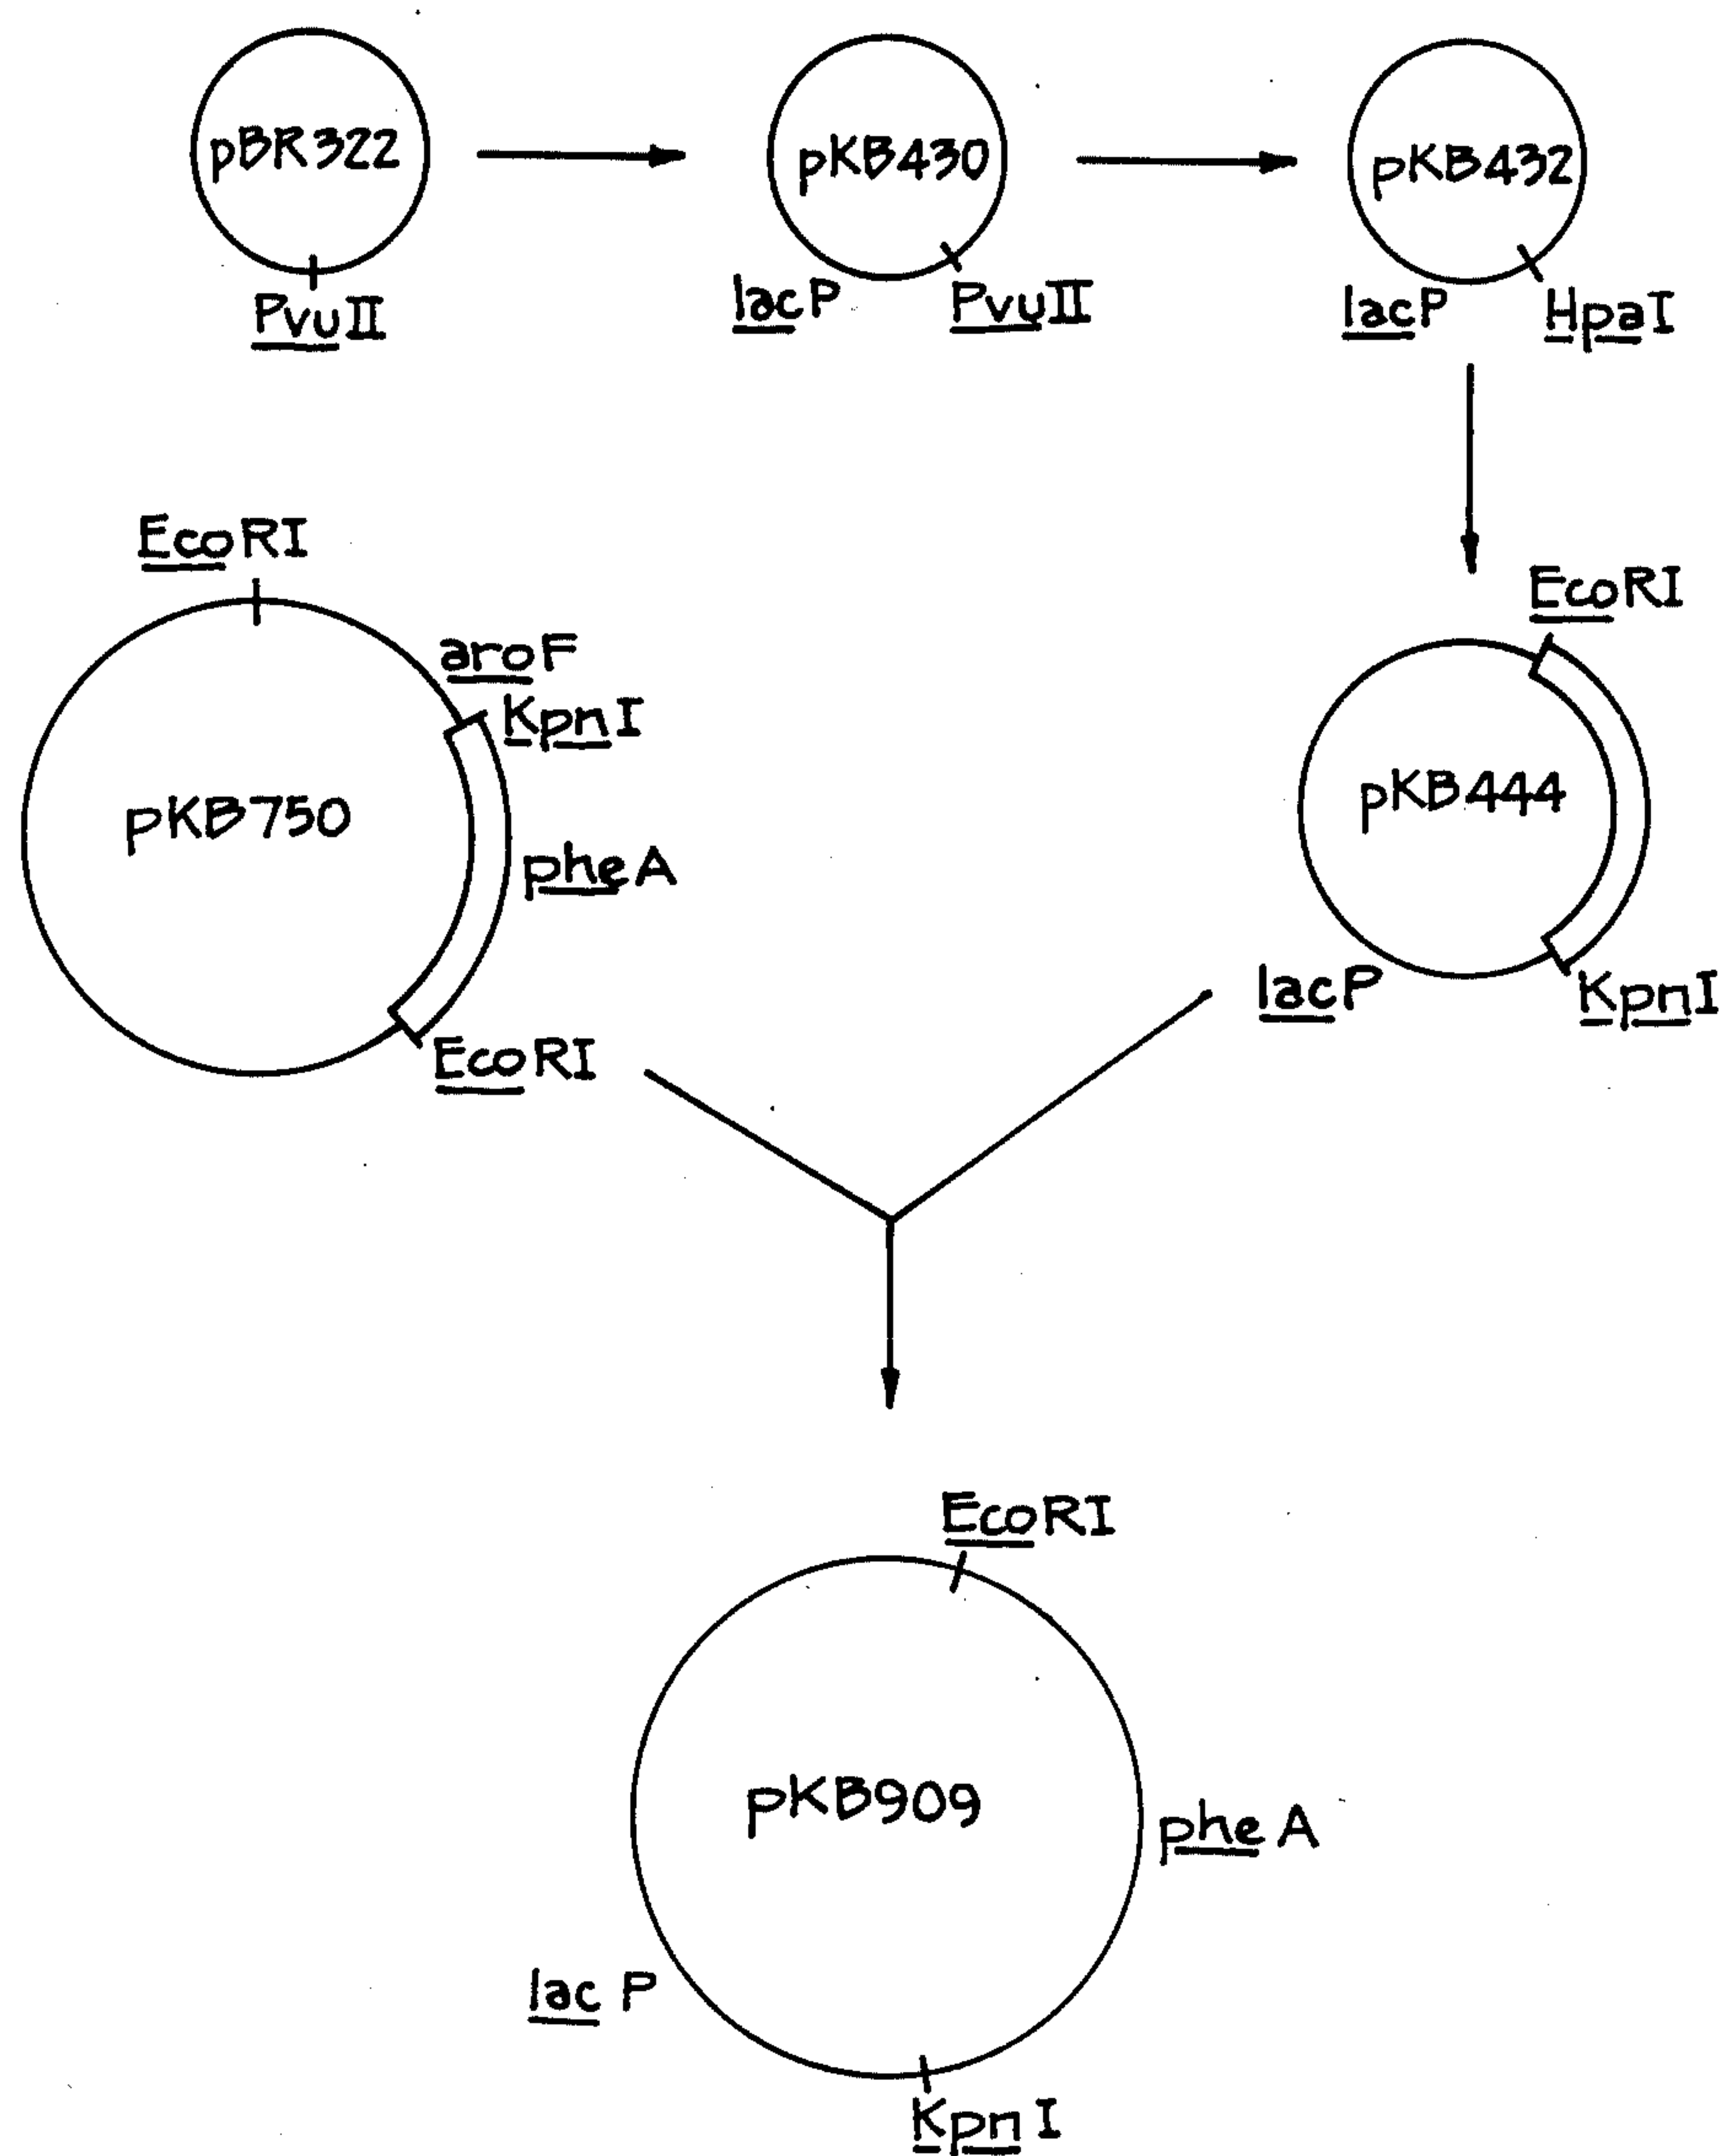 pBR322
PvuII
pKB430
lacP
PvuII
pKB432
lacP
HpaI
EcoRI
aroF
KpnI
pKB750
pheA
EcoRI
EcoRI
pKB444
lacP
KpnI
EcoRI
pKB909
pheA
lac P
KpnI